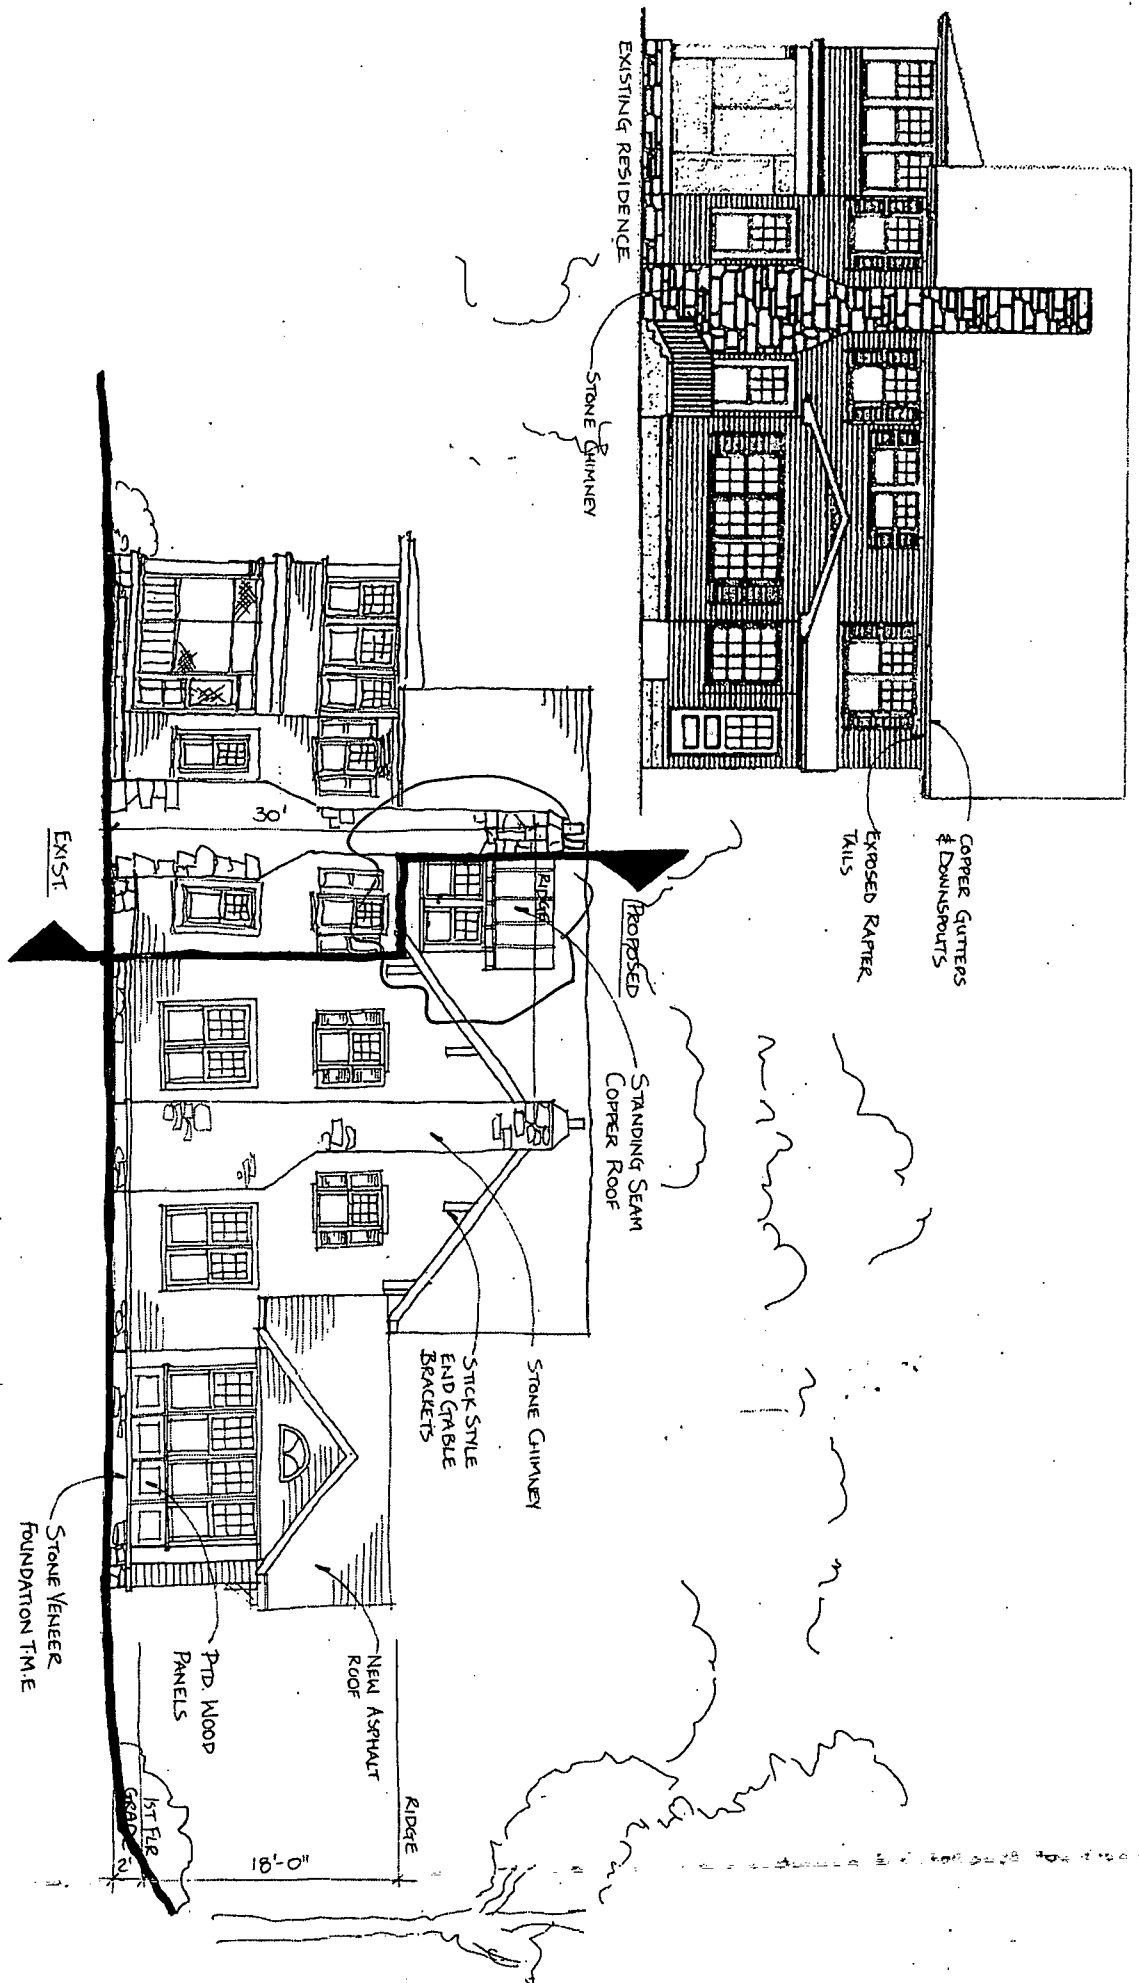 EXISTING RESIDENCE
STONE CHIMNEY
COPPER GUTTERS
& DOWNSPOUTS
EXPOSED RAFTER
TAILS
EXIST.
30'
PROPOSED
RIDGE
STANDING SEAM
COPPER ROOF
STONE CHIMNEY
STICK STYLE
END GABLE
BRACKETS
NEW ASPHALT
ROOF
PTD. WOOD
PANELS
STONE VENEER
FOUNDATION T.M.E
RIDGE
18'-0"
1ST FLR
GRADE
2'